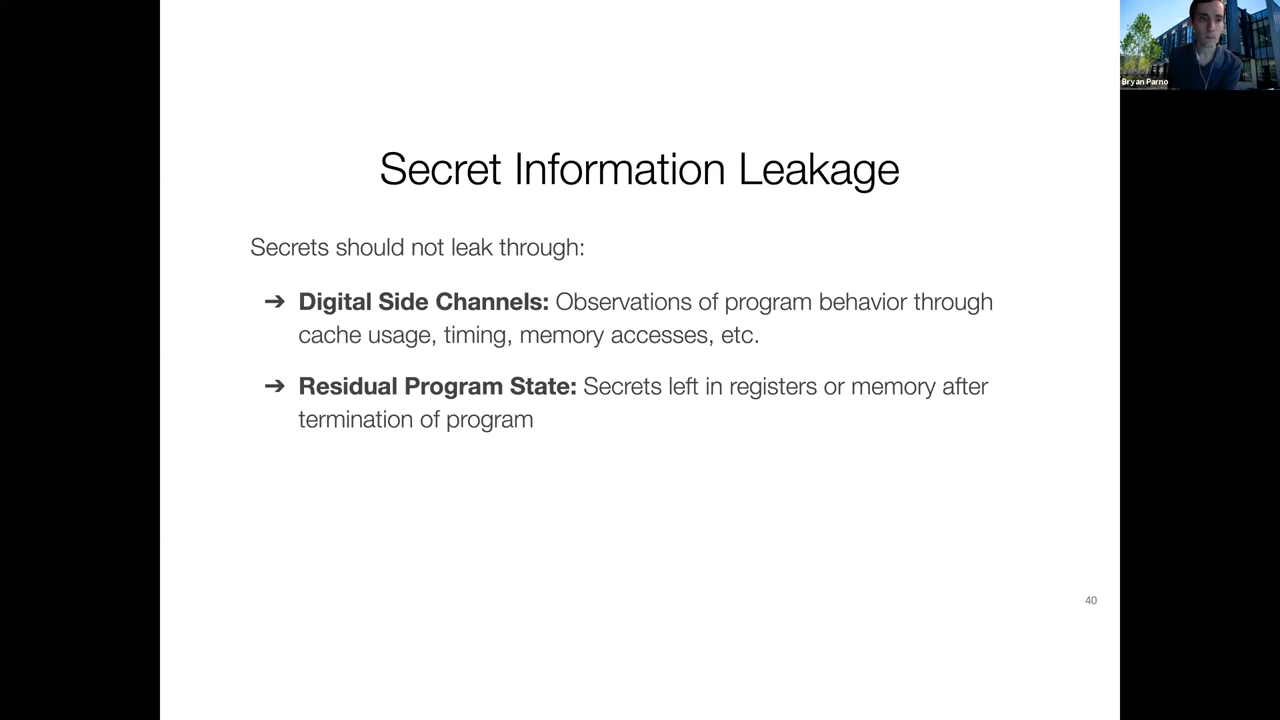 Bryan Parno
Secret Information Leakage
Secrets should not leak through:
➔ Digital Side Channels: Observations of program behavior through
cache usage, timing, memory accesses, etc.
➔ Residual Program State: Secrets left in registers or memory after
termination of program
40